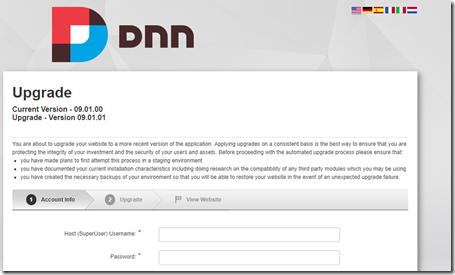 DNN
Upgrade
Current Version - 09.01.00
Upgrade - Version 09.01.01
You are about to upgrade your website to a more recent version of the application. Applying upgrades on a consistent basis is the best way to ensure that you are
protecting the integrity of your investment and the security of your users and assets. Before proceeding with the automated upgrade process please ensure that:
• you have made plans to first attempt this process in a staging environment
• you have documented your current installation characteristics including doing research on the compatibility of any third party modules which you may be using
• you have created the necessary backups of your environment so that you will be able to restore your website in the event of an unexpected upgrade failure.
1 Account Info 2 Upgrade View Website
Host (SuperUser) Username: *
Password: *